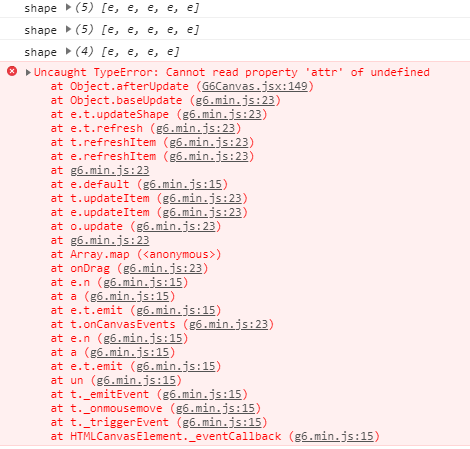 shape ▶(5) [e, e, e, e, e]
shape ▶(5) [e, e, e, e, e]
shape ▶(4) [e, e, e, e]
▶Uncaught TypeError: Cannot read property 'attr' of undefined
at Object.afterUpdate (G6Canvas.jsx:149)
at Object.baseUpdate (g6.min.js:23)
at e.t.updateShape (g6.min.js:23)
at e.t.refresh (g6.min.js:23)
at t.refreshItem (g6.min.js:23)
at e.refreshItem (g6.min.js:23)
at g6.min.js:23
at e.default (g6.min.js:15)
at t.updateItem (g6.min.js:23)
at e.updateItem (g6.min.js:23)
at o.update (g6.min.js:23)
at g6.min.js:23
at Array.map (<anonymous>)
at onDrag (g6.min.js:23)
at e.n (g6.min.js:15)
at a (g6.min.js:15)
at e.t.emit (g6.min.js:15)
at t.onCanvasEvents (g6.min.js:23)
at e.n (g6.min.js:15)
at a (g6.min.js:15)
at e.t.emit (g6.min.js:15)
at un (g6.min.js:15)
at t._emitEvent (g6.min.js:15)
at t._onmousemove (g6.min.js:15)
at t._triggerEvent (g6.min.js:15)
at HTMLCanvasElement._eventCallback (g6.min.js:15)